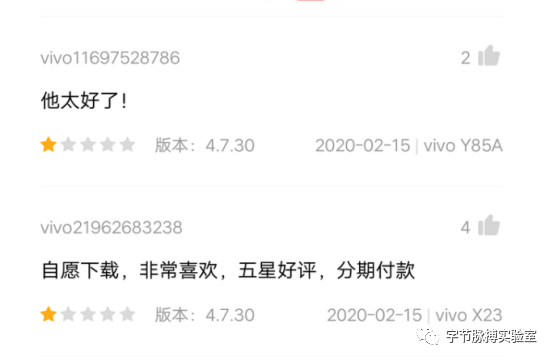 vivo11697528786 2
他太好了！
版本：4.7.30 2020-02-15 | vivo Y85A
vivo21962683238 4
自愿下载，非常喜欢，五星好评，分期付款
版本：4.7.30 2020-02-15 | vivo X23
字节脉搏实验室